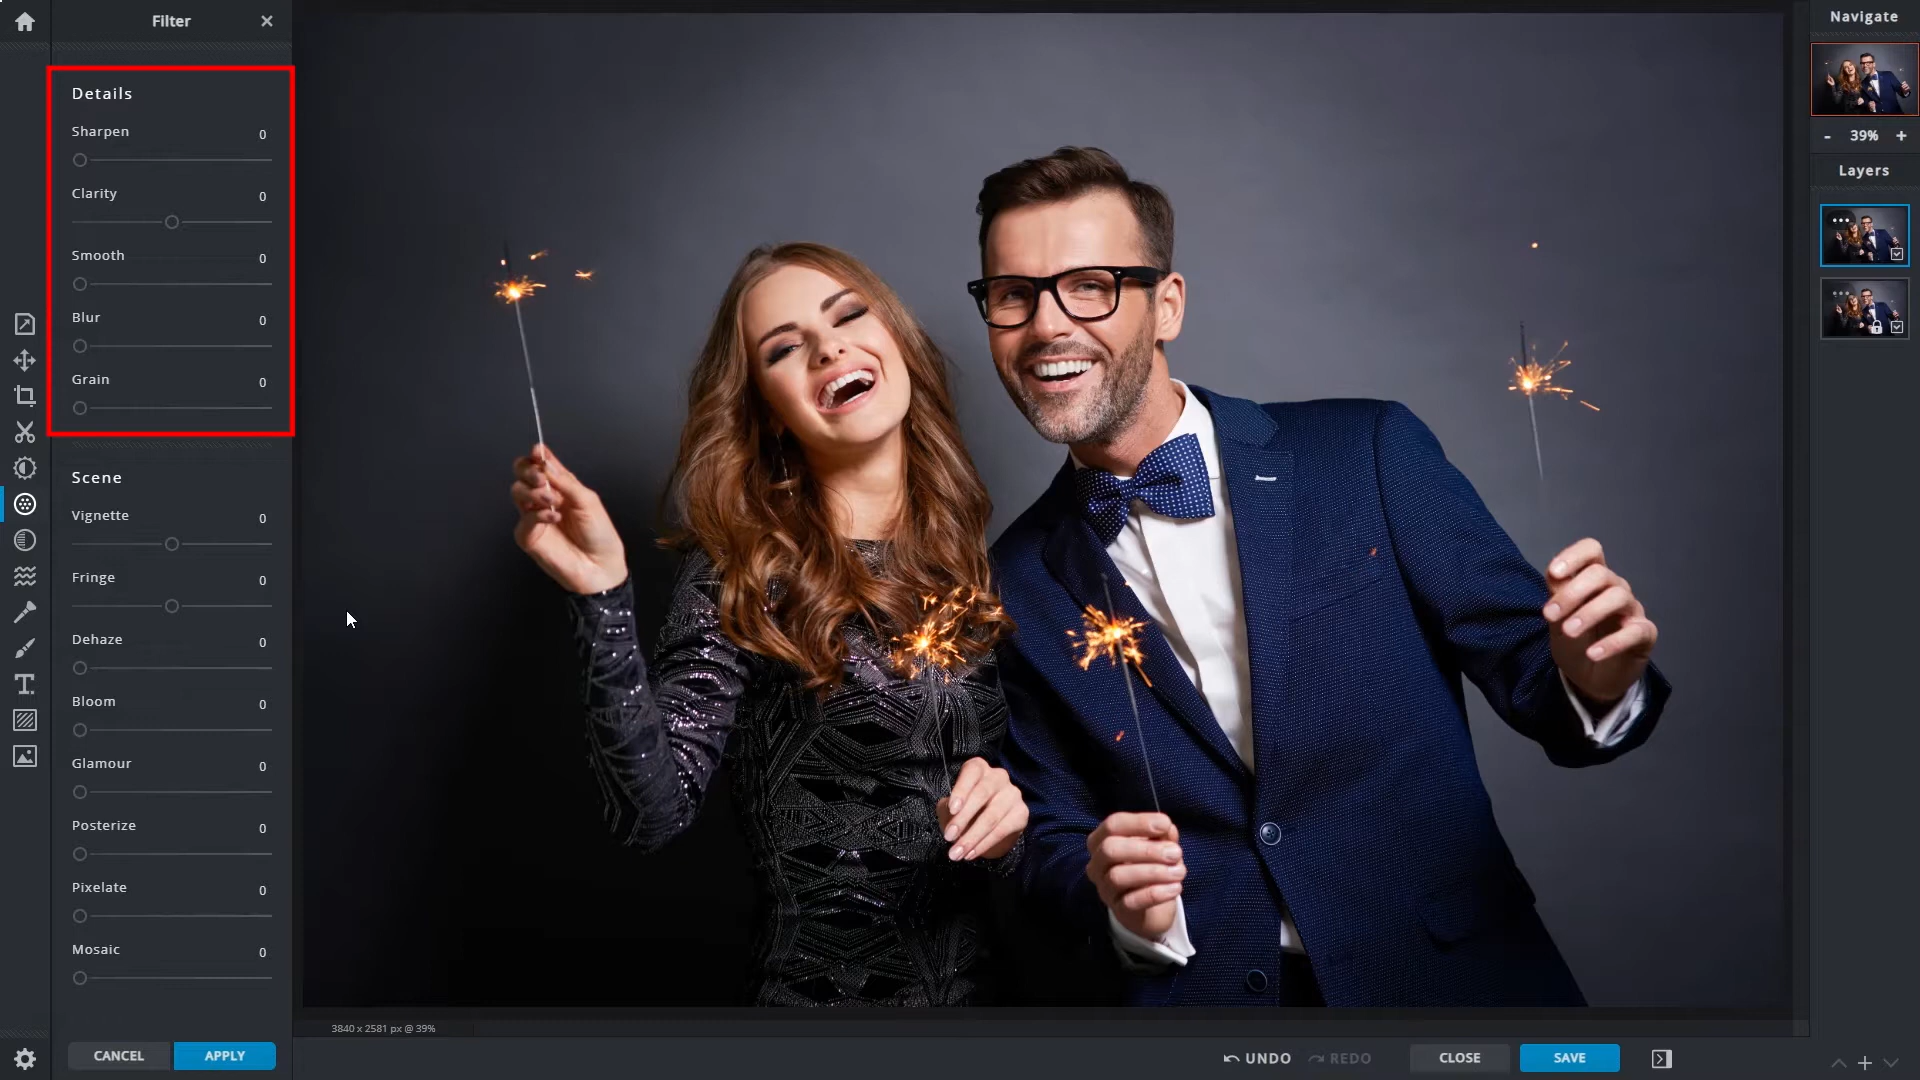 Filter
Details
Sharpen 0
Clarity 0
Smooth 0
Blur 0
Grain 0
Scene
Vignette 0
Fringe 0
Dehaze 0
Bloom 0
Glamour 0
Posterize 0
Pixelate 0
Mosaic 0
CANCEL APPLY
3840 x 2581 px @ 39%
UNDO REDO CLOSE SAVE
Navigate
- 39% +
Layers